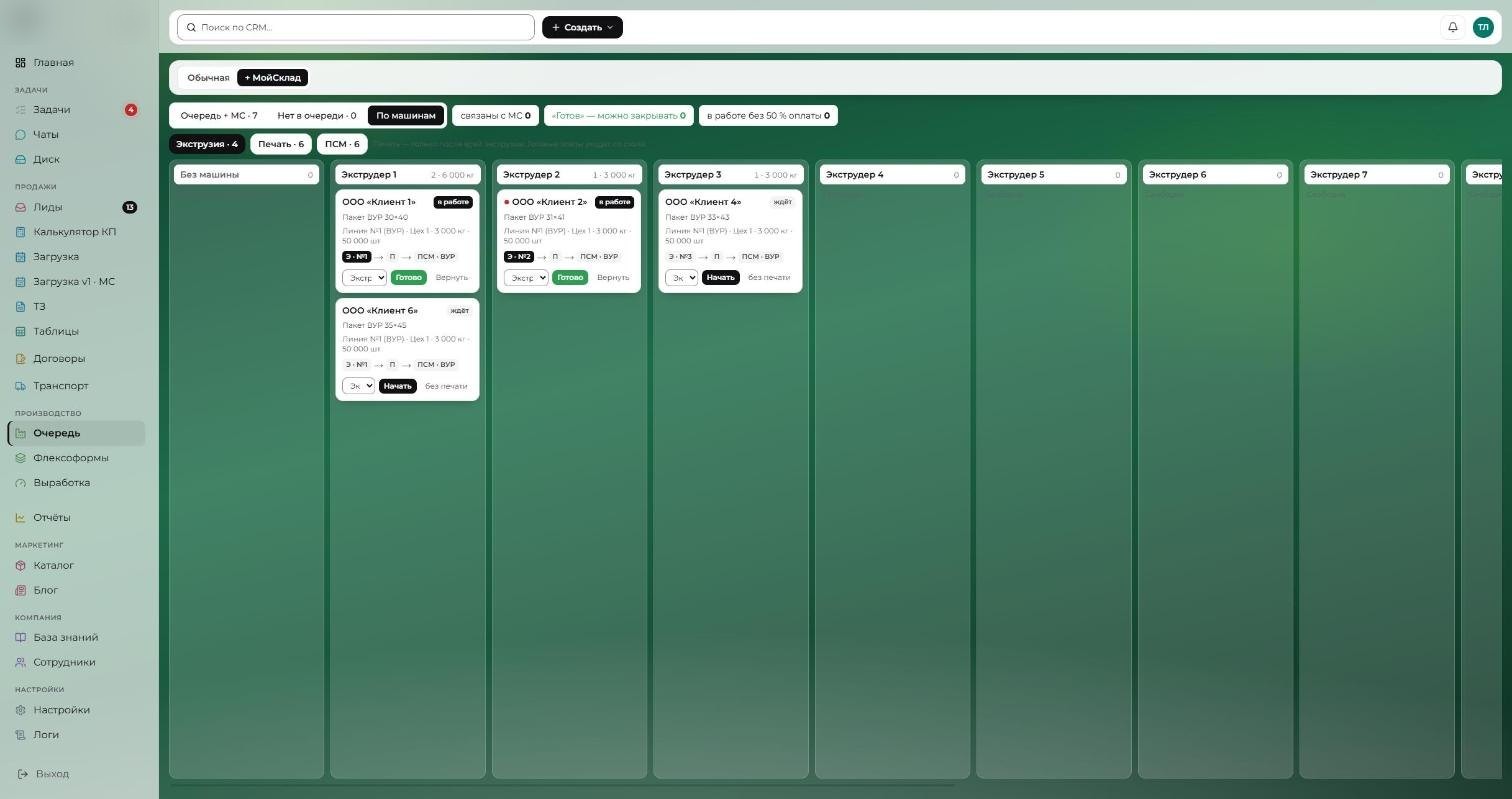 Поиск по CRM...
+ Создать
ТЛ
Главная
ЗАДАЧИ
Задачи 4
Чаты
Диск
ПРОДАЖИ
Лиды 13
Калькулятор КП
Загрузка
Загрузка v1 · МС
ТЗ
Таблицы
Договоры
Транспорт
ПРОИЗВОДСТВО
Очередь
Флексоформы
Выработка
Отчёты
МАРКЕТИНГ
Каталог
Блог
КОМПАНИЯ
База знаний
Сотрудники
НАСТРОЙКИ
Настройки
Логи
Выход
Обычная + МойСклад
Очередь + МС · 7 Нет в очереди · 0 По машинам связаны с МС 0 «Готов» — можно закрывать 0 в работе без 50 % оплаты 0
Экструзия · 4 Печать · 6 ПСМ · 6
Без машины 0
Экструдер 1 2 · 6 000 кг
ООО «Клиент 1» в работе
Пакет ВУР 30×40
Линия №1 (ВУР) · Цех 1 · 3 000 кг ·
50 000 шт
Э · №1 → П → ПСМ · ВУР
Экстр Готово Вернуть
ООО «Клиент 6» ждёт
Пакет ВУР 35×45
Линия №1 (ВУР) · Цех 1 · 3 000 кг ·
50 000 шт
Э · №1 → П → ПСМ · ВУР
Эк Начать без печати
Экструдер 2 1 · 3 000 кг
ООО «Клиент 2» в работе
Пакет ВУР 31×41
Линия №1 (ВУР) · Цех 1 · 3 000 кг ·
50 000 шт
Э · №2 → П → ПСМ · ВУР
Экстр Готово Вернуть
Экструдер 3 1 · 3 000 кг
ООО «Клиент 4» ждёт
Пакет ВУР 33×43
Линия №1 (ВУР) · Цех 1 · 3 000 кг ·
50 000 шт
Э · №3 → П → ПСМ · ВУР
Эк Начать без печати
Экструдер 4 0
Экструдер 5 0
Экструдер 6 0
Экструдер 7 0
Экстру